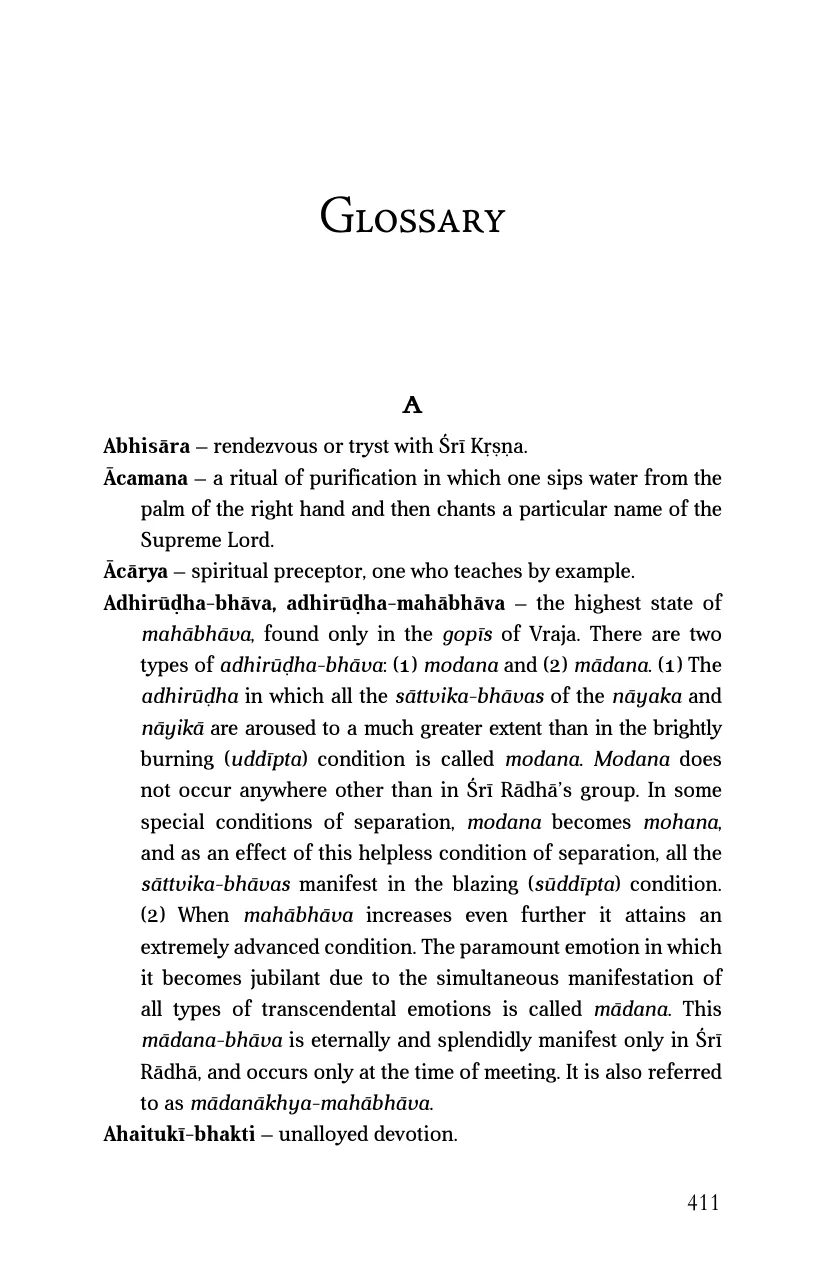 Glossary
A
Abhisāra – rendezvous or tryst with Śrī Kṛṣṇa.
Ācamana – a ritual of purification in which one sips water from the
palm of the right hand and then chants a particular name of the
Supreme Lord.
Ācārya – spiritual preceptor, one who teaches by example.
Adhirūḍha-bhāva, adhirūḍha-mahābhāva – the highest state of
mahābhāva, found only in the gopīs of Vraja. There are two
types of adhirūḍha-bhāva: (1) modana and (2) mādana. (1) The
adhirūḍha in which all the sāttvika-bhāvas of the nāyaka and
nāyikā are aroused to a much greater extent than in the brightly
burning (uddīpta) condition is called modana. Modana does
not occur anywhere other than in Śrī Rādhā’s group. In some
special conditions of separation, modana becomes mohana,
and as an effect of this helpless condition of separation, all the
sāttvika-bhāvas manifest in the blazing (sūddīpta) condition.
(2) When mahābhāva increases even further it attains an
extremely advanced condition. The paramount emotion in which
it becomes jubilant due to the simultaneous manifestation of
all types of transcendental emotions is called mādana. This
mādana-bhāva is eternally and splendidly manifest only in Śrī
Rādhā, and occurs only at the time of meeting. It is also referred
to as mādanākhya-mahābhāva.
Ahaitukī-bhakti – unalloyed devotion.
411